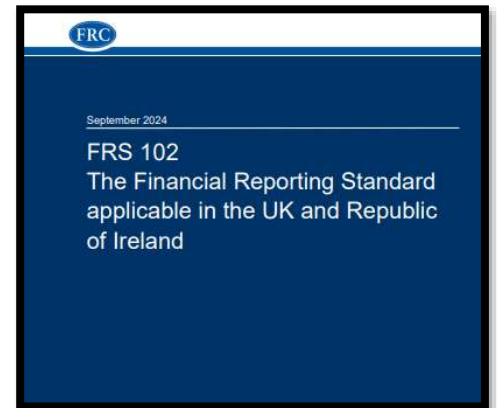 FRC
September 2024
FRS 102
The Financial Reporting Standard
applicable in the UK and Republic
of Ireland